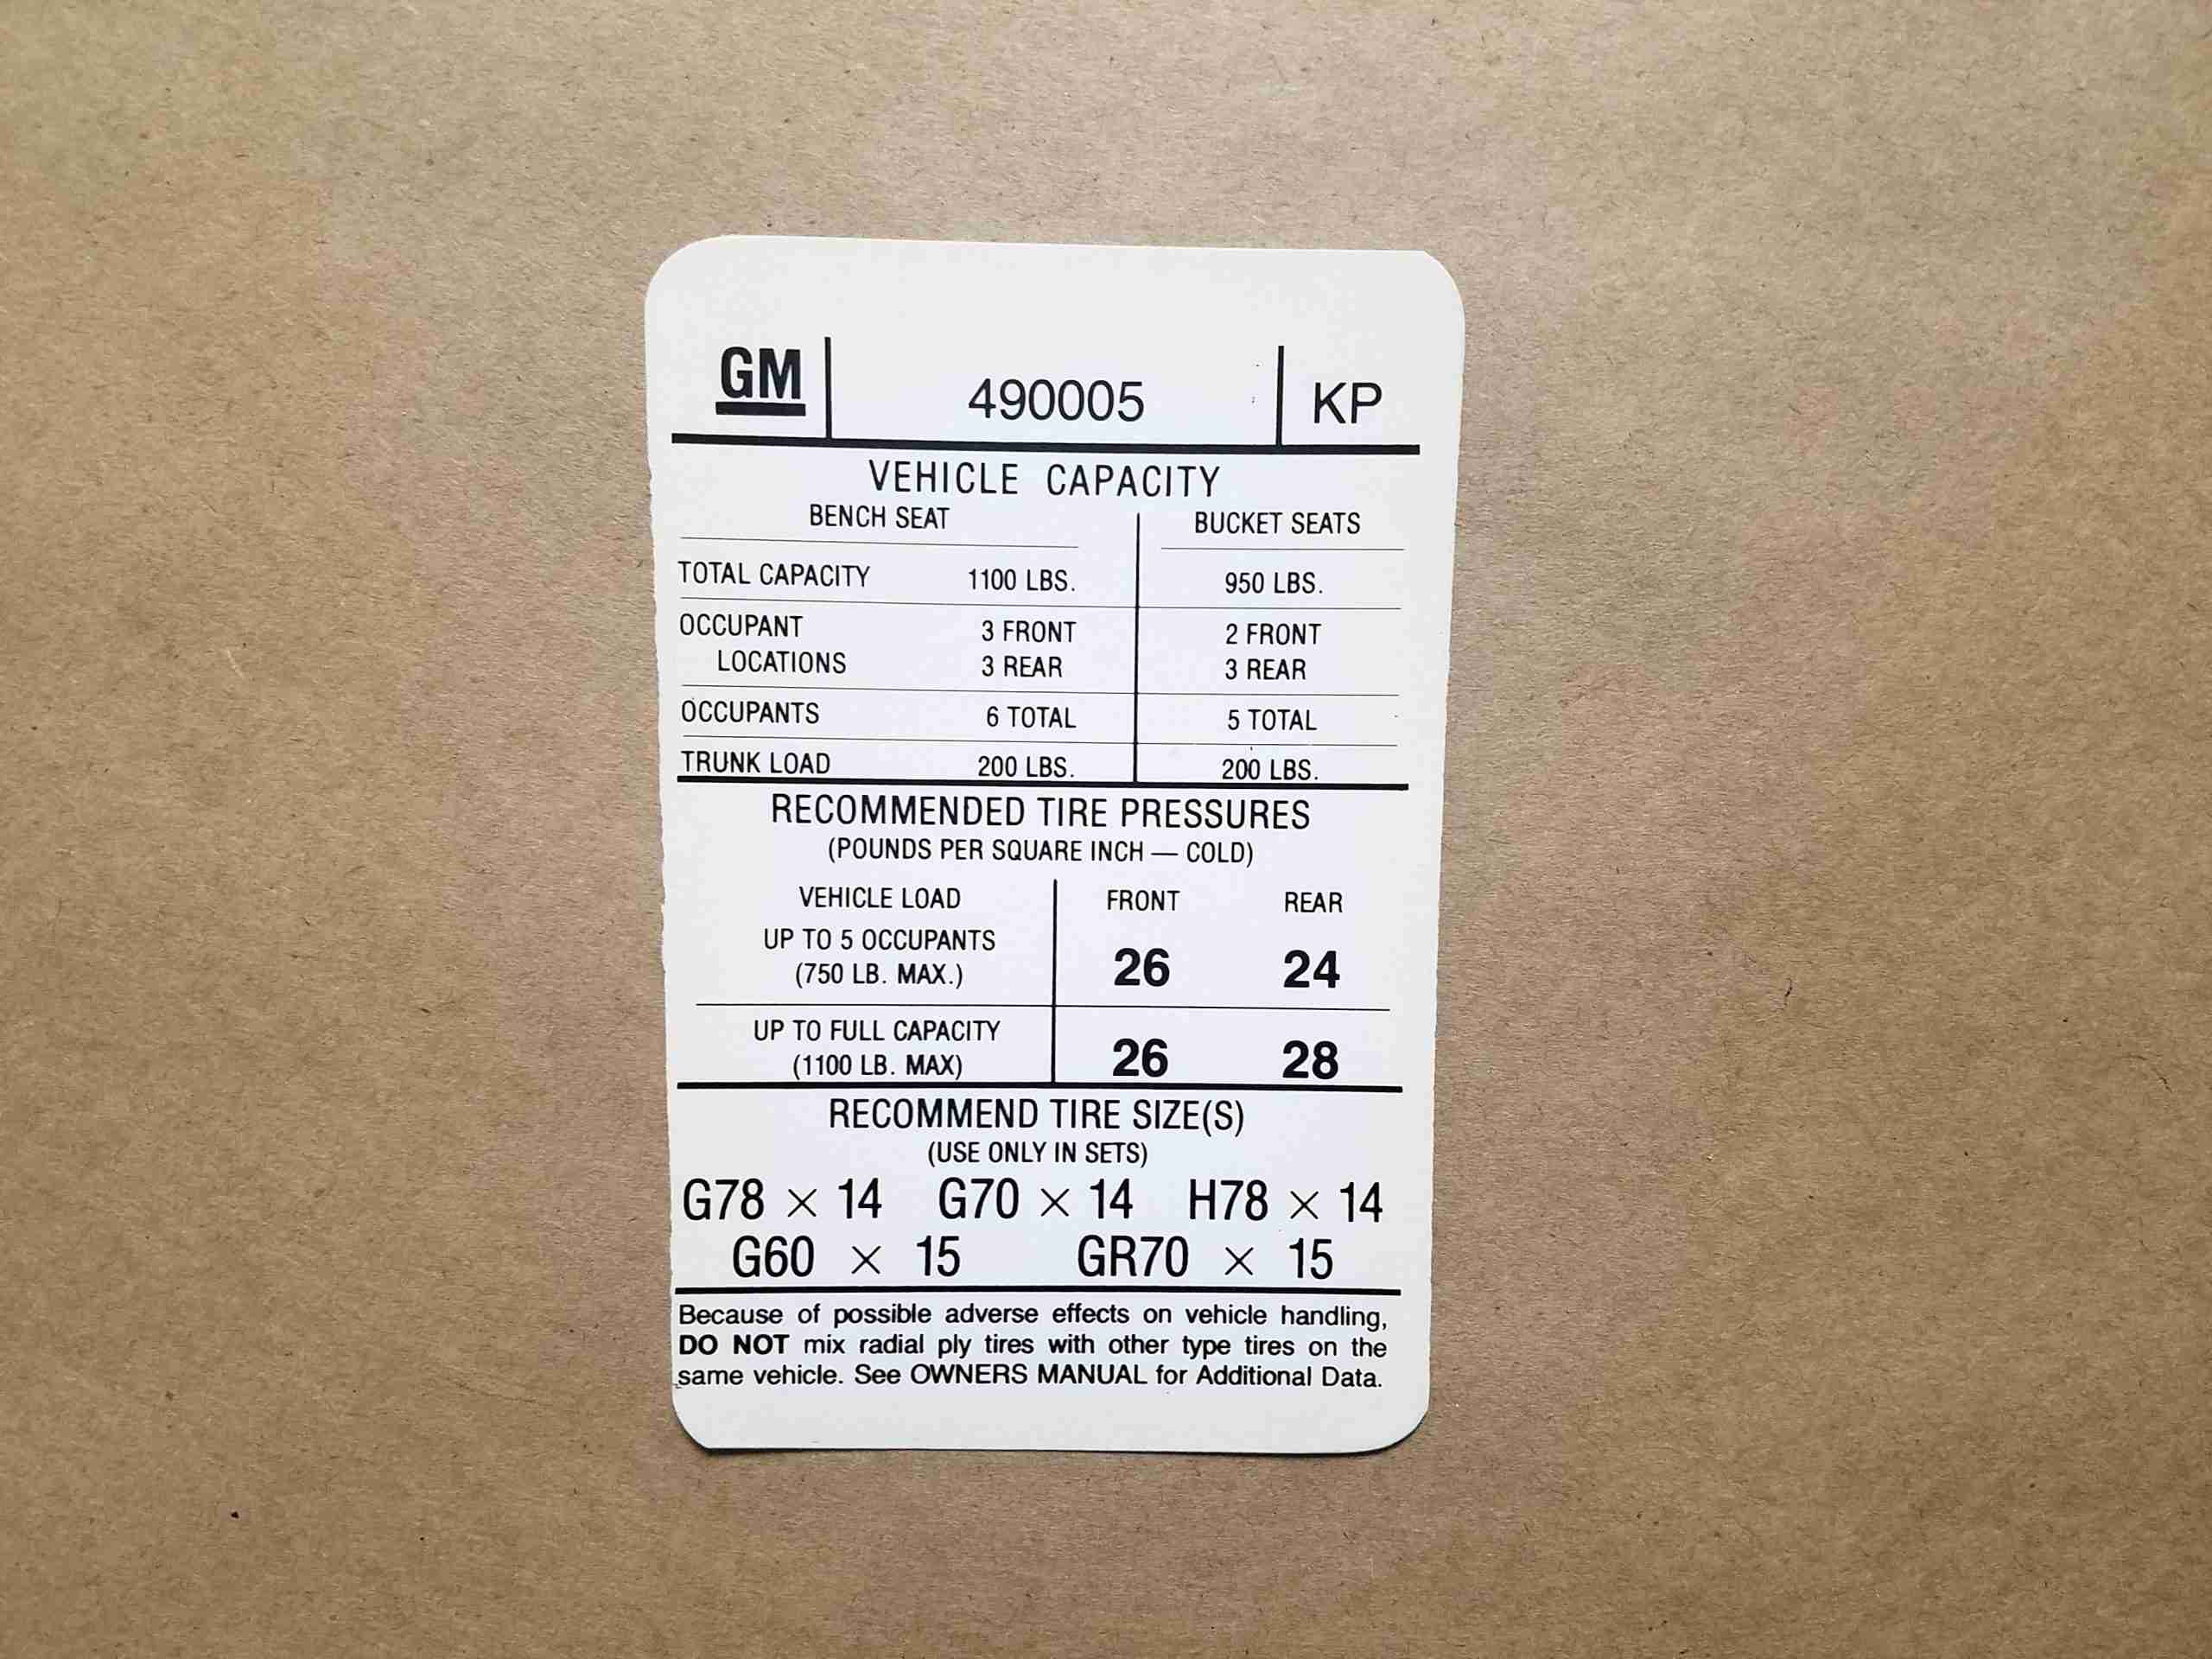 GM 490005 KP
VEHICLE CAPACITY
BENCH SEAT BUCKET SEATS
TOTAL CAPACITY 1100 LBS. 950 LBS.
OCCUPANT 3 FRONT 2 FRONT
LOCATIONS 3 REAR 3 REAR
OCCUPANTS 6 TOTAL 5 TOTAL
TRUNK LOAD 200 LBS. 200 LBS.
RECOMMENDED TIRE PRESSURES
(POUNDS PER SQUARE INCH — COLD)
VEHICLE LOAD FRONT REAR
UP TO 5 OCCUPANTS
(750 LB. MAX.) 26 24
UP TO FULL CAPACITY
(1100 LB. MAX) 26 28
RECOMMEND TIRE SIZE(S)
(USE ONLY IN SETS)
G78 × 14 G70 × 14 H78 × 14
G60 × 15 GR70 × 15
Because of possible adverse effects on vehicle handling,
DO NOT mix radial ply tires with other type tires on the
same vehicle. See OWNERS MANUAL for Additional Data.